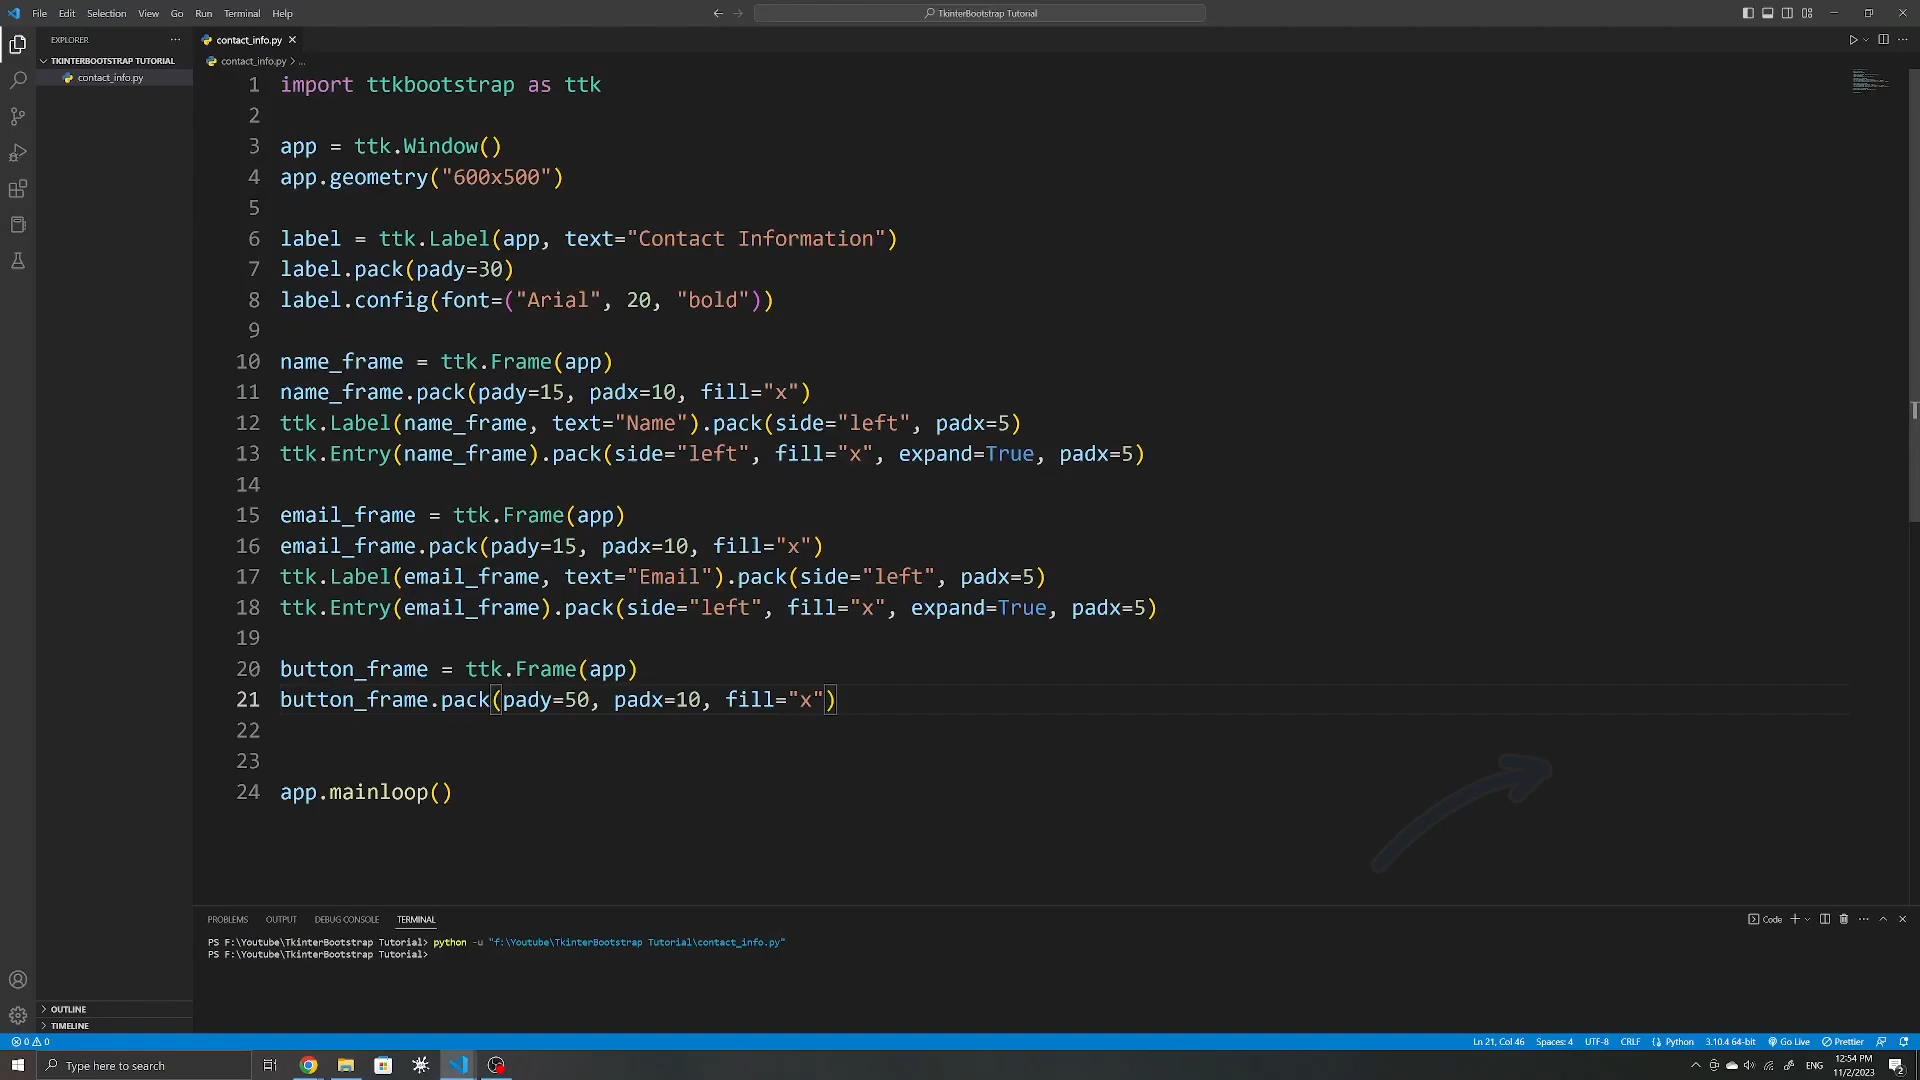 File Edit Selection View Go Run Terminal Help
TkinterBootstrap Tutorial
EXPLORER
TKINTERBOOTSTRAP TUTORIAL
contact_info.py
contact_info.py
contact_info.py > ...
1 import ttkbootstrap as ttk
2
3 app = ttk.Window()
4 app.geometry("600x500")
5
6 label = ttk.Label(app, text="Contact Information")
7 label.pack(pady=30)
8 label.config(font=("Arial", 20, "bold"))
9
10 name_frame = ttk.Frame(app)
11 name_frame.pack(pady=15, padx=10, fill="x")
12 ttk.Label(name_frame, text="Name").pack(side="left", padx=5)
13 ttk.Entry(name_frame).pack(side="left", fill="x", expand=True, padx=5)
14
15 email_frame = ttk.Frame(app)
16 email_frame.pack(pady=15, padx=10, fill="x")
17 ttk.Label(email_frame, text="Email").pack(side="left", padx=5)
18 ttk.Entry(email_frame).pack(side="left", fill="x", expand=True, padx=5)
19
20 button_frame = ttk.Frame(app)
21 button_frame.pack(pady=50, padx=10, fill="x")
22
23
24 app.mainloop()
PROBLEMS OUTPUT DEBUG CONSOLE TERMINAL
Code
PS F:\Youtube\TkinterBootstrap Tutorial> python -u "f:\Youtube\TkinterBootstrap Tutorial\contact_info.py"
PS F:\Youtube\TkinterBootstrap Tutorial>
OUTLINE
TIMELINE
0 0
Ln 21, Col 46 Spaces: 4 UTF-8 CRLF Python 3.10.4 64-bit Go Live Prettier
Type here to search
ENG
12:54 PM
11/2/2023
2